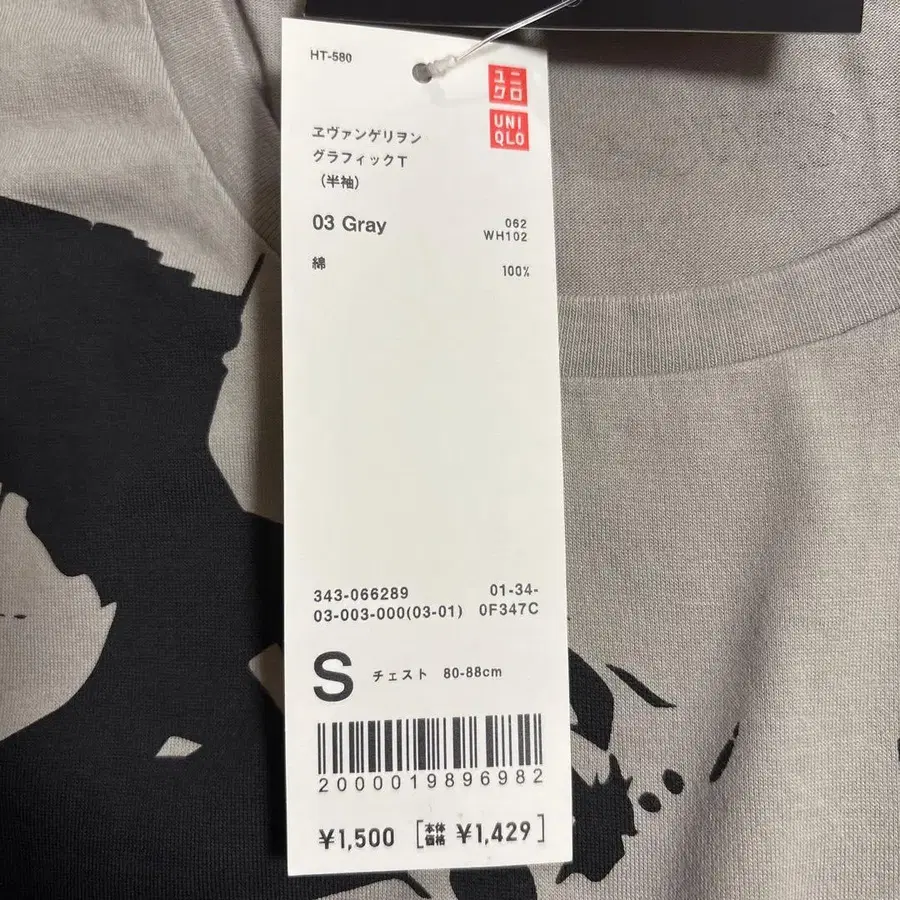 HT-580
ユニ
クロ
UNI
QLO
ヱヴァンゲリヲン
グラフィックT
（半袖）
03 Gray
062
WH102
綿 100%
343-066289 01-34-
03-003-000(03-01) 0F347C
S チェスト 80-88cm
2000019896982
¥1,500 [本体価格 ¥1,429]